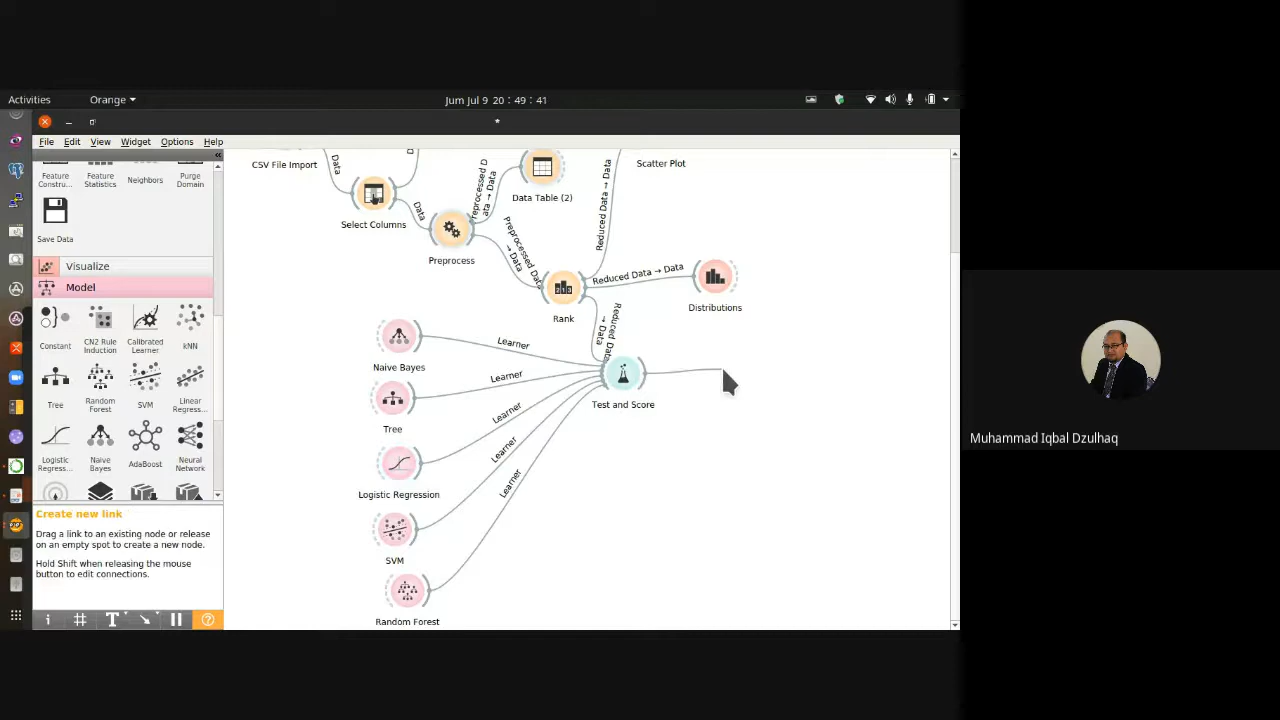 Activities
Orange
Jum Jul 9 20:49:41
*
File Edit View Widget Options Help
«
Feature
Constru...
Feature
Statistics
Neighbors
Purge
Domain
Save Data
Visualize
Model
Constant
CN2 Rule
Induction
Calibrated
Learner
kNN
Tree
Random
Forest
SVM
Linear
Regress...
Logistic
Regress...
Naive
Bayes
AdaBoost
Neural
Network
Create new link
Drag a link to an existing node or release
on an empty spot to create a new node.
Hold Shift when releasing the mouse
button to edit connections.
i # T ?
CSV File Import
Data
D
Select Columns
Data
Preprocess
reprocessed D
ata → Data
Data Table (2)
Preprocessed Data
→ Data
Scatter Plot
Reduced Data → Data
Rank
Reduced Data → Data
Distributions
Reduced Data
→ Data
Naive Bayes
Learner
Tree
Learner
Logistic Regression
Learner
SVM
Learner
Random Forest
Learner
Test and Score
Muhammad Iqbal Dzulhaq